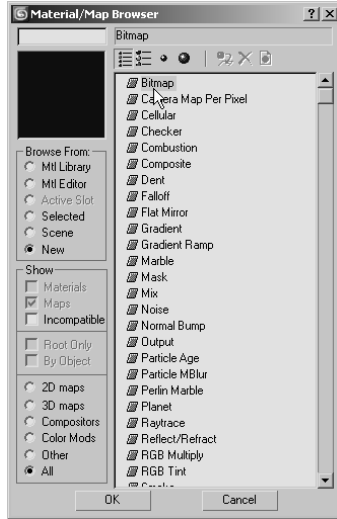 Material/Map Browser
Bitmap
Browse From:
Mtl Library
Mtl Editor
Active Slot
Selected
Scene
New
Show
Materials
Maps
Incompatible
Root Only
By Object
2D maps
3D maps
Compositors
Color Mods
Other
All
Bitmap
Camera Map Per Pixel
Cellular
Checker
Combustion
Composite
Dent
Falloff
Flat Mirror
Gradient
Gradient Ramp
Marble
Mask
Mix
Noise
Normal Bump
Output
Particle Age
Particle MBlur
Perlin Marble
Planet
Raytrace
Reflect/Refract
RGB Multiply
RGB Tint
Smoke
OK
Cancel